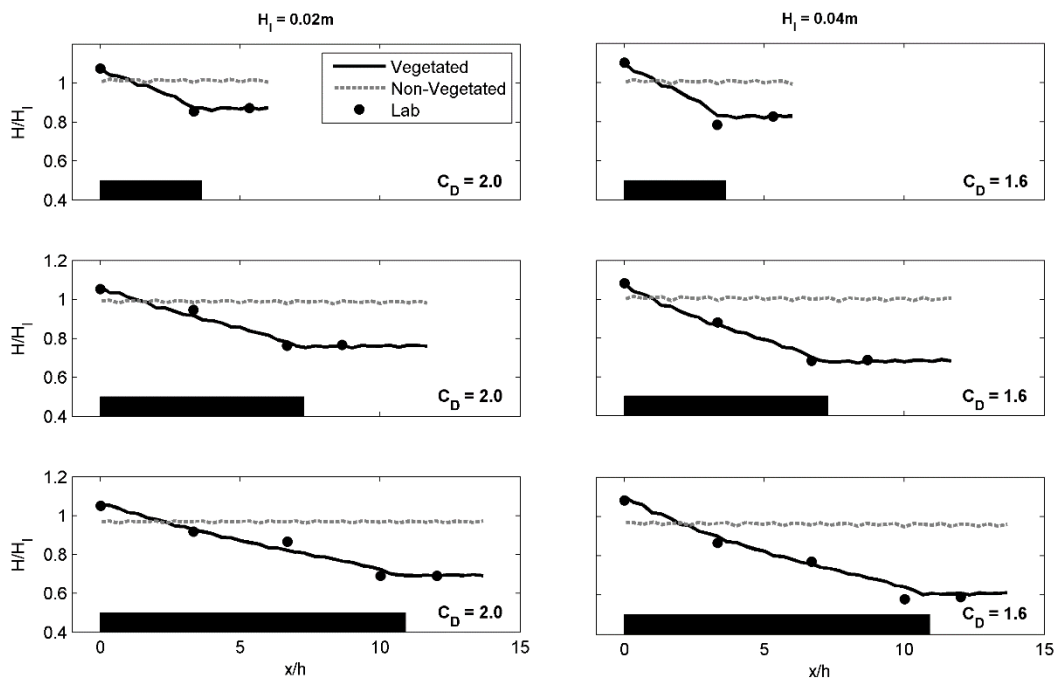 H_I = 0.02m
H_I = 0.04m
H/H_I
1
0.8
0.6
0.4
Vegetated
Non-Vegetated
Lab
C_D = 2.0
C_D = 1.6
H/H_I
1.2
1
0.8
0.6
0.4
C_D = 2.0
C_D = 1.6
H/H_I
1.2
1
0.8
0.6
0.4
C_D = 2.0
C_D = 1.6
0 5 10 15
0 5 10 15
x/h
x/h